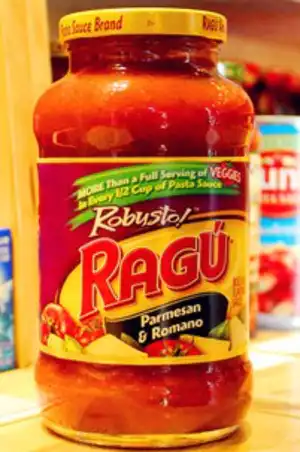 Pasta Sauce Brand
RAGÚ
MORE Than a Full Serving of VEGGIES
in Every 1/2 Cup of Pasta Sauce
Robusto!
RAGÚ
Parmesan
& Romano